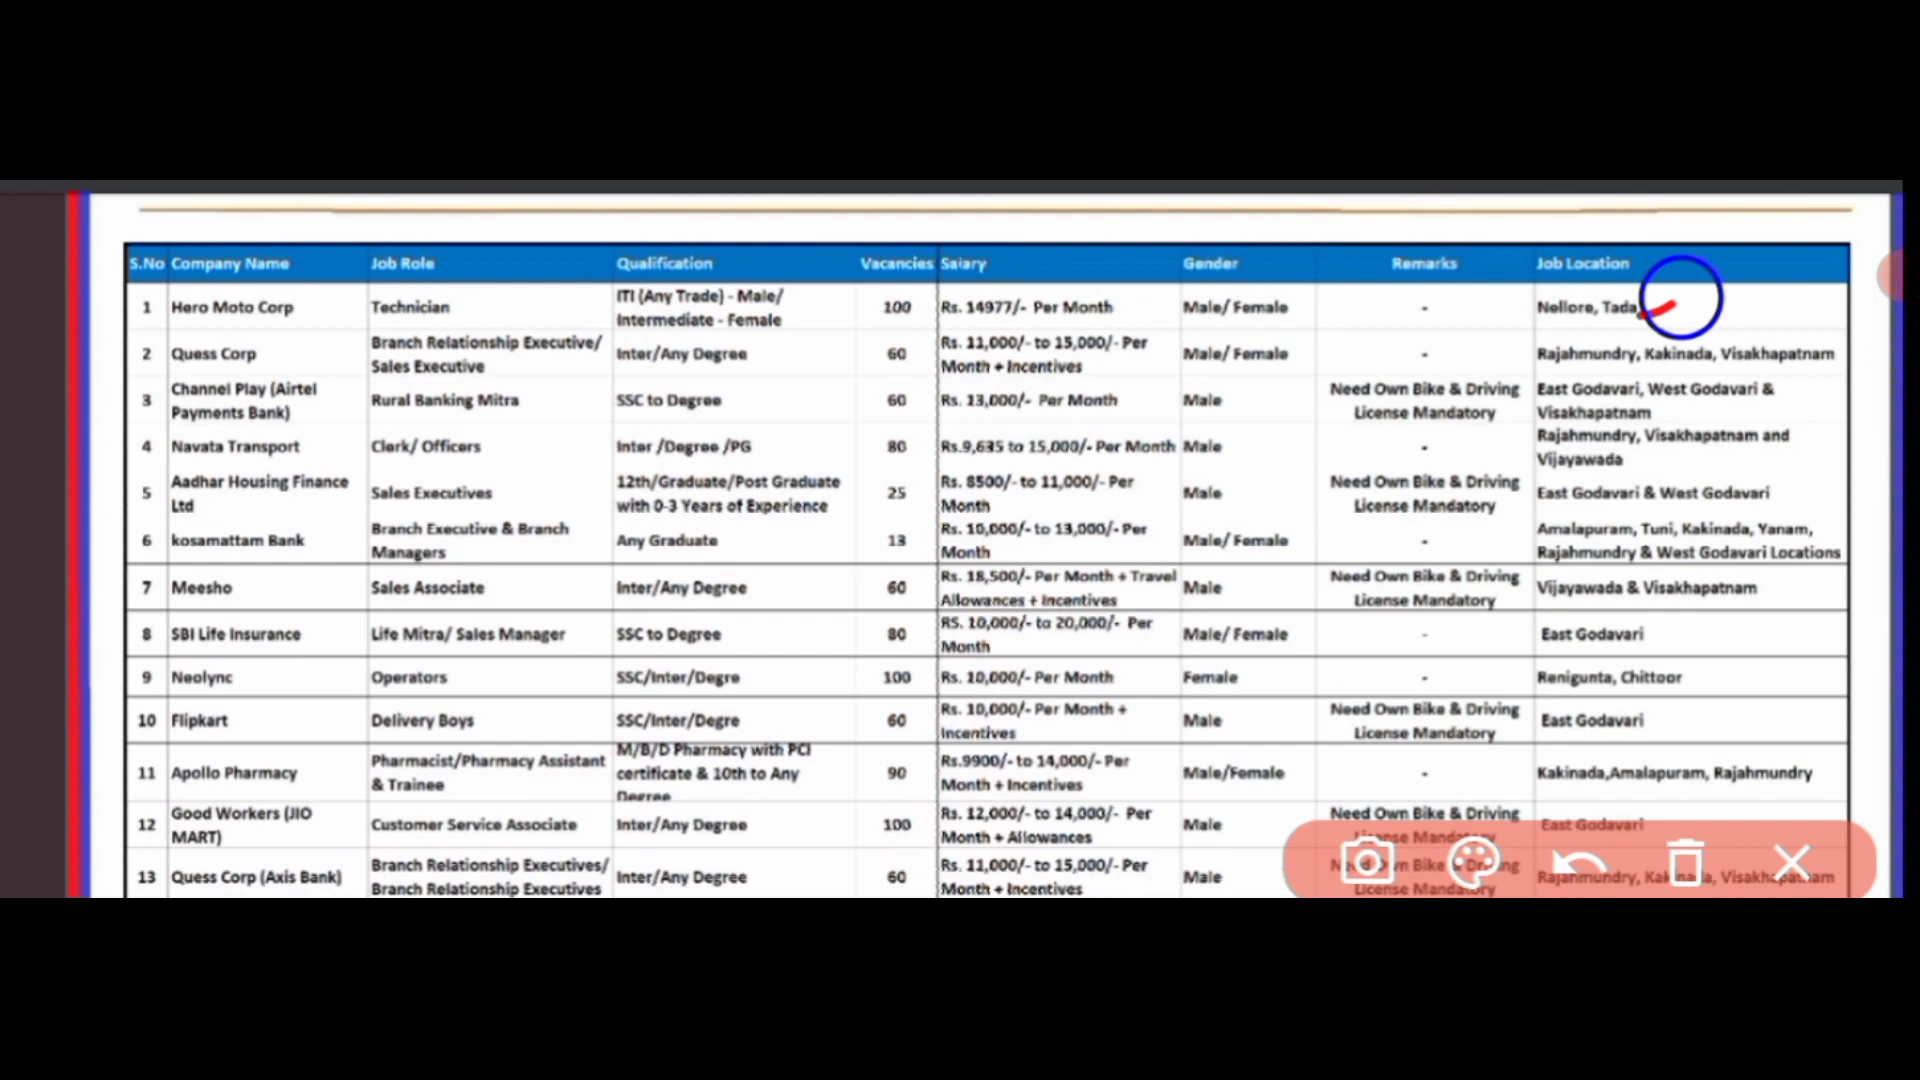 S.No Company Name Job Role Qualification Vacancies Salary Gender Remarks Job Location
1 Hero Moto Corp Technician ITI (Any Trade) - Male/ Intermediate - Female 100 Rs. 14977/- Per Month Male/ Female - Nellore, Tada
2 Quess Corp Branch Relationship Executive/ Sales Executive Inter/Any Degree 60 Rs. 11,000/- to 15,000/- Per Month + Incentives Male/ Female - Rajahmundry, Kakinada, Visakhapatnam
3 Channel Play (Airtel Payments Bank) Rural Banking Mitra SSC to Degree 60 Rs. 13,000/- Per Month Male Need Own Bike & Driving License Mandatory East Godavari, West Godavari & Visakhapatnam
4 Navata Transport Clerk/ Officers Inter /Degree /PG 80 Rs.9,635 to 15,000/- Per Month Male - Rajahmundry, Visakhapatnam and Vijayawada
5 Aadhar Housing Finance Ltd Sales Executives 12th/Graduate/Post Graduate with 0-3 Years of Experience 25 Rs. 8500/- to 11,000/- Per Month Male Need Own Bike & Driving License Mandatory East Godavari & West Godavari
6 kosamattam Bank Branch Executive & Branch Managers Any Graduate 13 Rs. 10,000/- to 13,000/- Per Month Male/ Female - Amalapuram, Tuni, Kakinada, Yanam, Rajahmundry & West Godavari Locations
7 Meesho Sales Associate Inter/Any Degree 60 Rs. 18,500/- Per Month + Travel Allowances + Incentives Male Need Own Bike & Driving License Mandatory Vijayawada & Visakhapatnam
8 SBI Life Insurance Life Mitra/ Sales Manager SSC to Degree 80 RS. 10,000/- to 20,000/- Per Month Male/ Female - East Godavari
9 Neolync Operators SSC/Inter/Degre 100 Rs. 10,000/- Per Month Female - Renigunta, Chittoor
10 Flipkart Delivery Boys SSC/Inter/Degre 60 Rs. 10,000/- Per Month + Incentives Male Need Own Bike & Driving License Mandatory East Godavari
11 Apollo Pharmacy Pharmacist/Pharmacy Assistant & Trainee M/B/D Pharmacy with PCI certificate & 10th to Any Degree 90 Rs.9900/- to 14,000/- Per Month + Incentives Male/Female - Kakinada,Amalapuram, Rajahmundry
12 Good Workers (JIO MART) Customer Service Associate Inter/Any Degree 100 Rs. 12,000/- to 14,000/- Per Month + Allowances Male Need Own Bike & Driving License Mandatory East Godavari
13 Quess Corp (Axis Bank) Branch Relationship Executives/ Branch Relationship Executives Inter/Any Degree 60 Rs. 11,000/- to 15,000/- Per Month + Incentives Male Need Own Bike & Driving License Mandatory Rajahmundry, Kakinada, Visakhapatnam